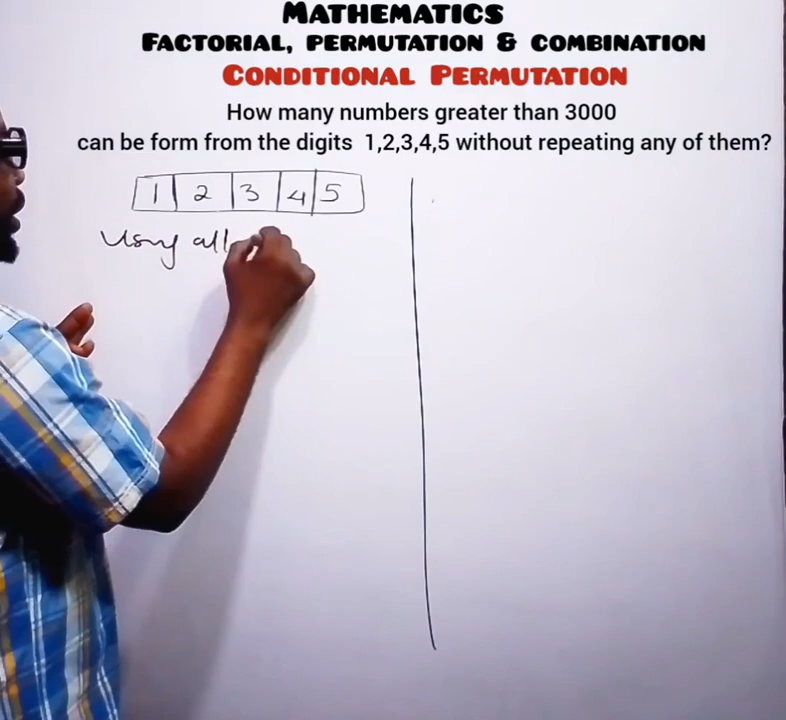 MATHEMATICS
FACTORIAL, PERMUTATION & COMBINATION
CONDITIONAL PERMUTATION
How many numbers greater than 3000
can be form from the digits 1,2,3,4,5 without repeating any of them?
1 2 3 4 5
Using all